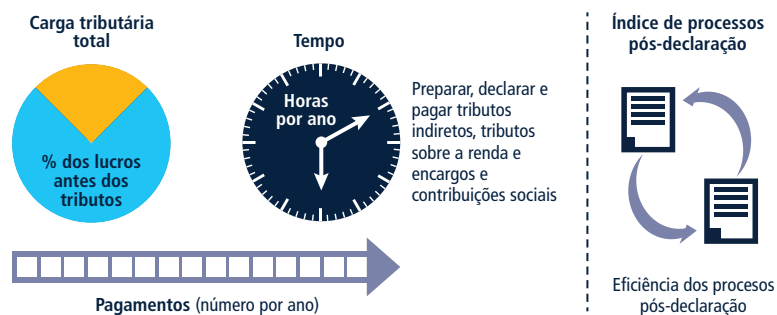 Carga tributária
total
% dos lucros
antes dos
tributos
Tempo
Horas
por ano
Preparar, declarar e
pagar tributos
indiretos, tributos
sobre a renda e
encargos e
contribuições sociais
Pagamentos (número por ano)
Índice de processos
pós-declaração
Eficiência dos procesos
pós-declaração